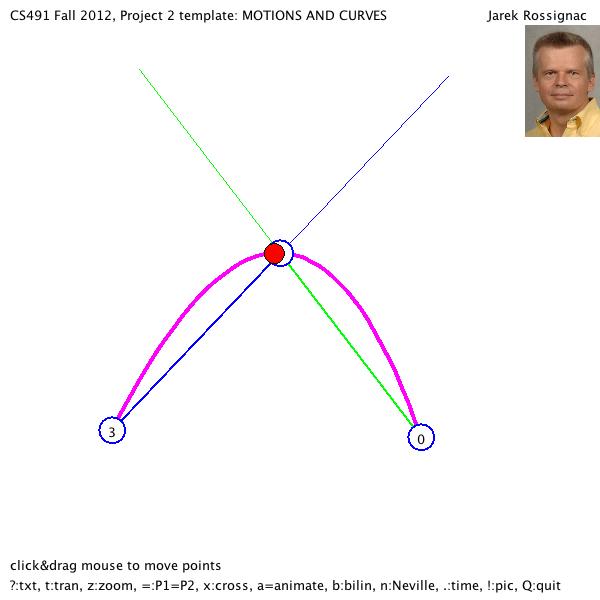 CS491 Fall 2012, Project 2 template: MOTIONS AND CURVES
Jarek Rossignac
3
0
click&drag mouse to move points
?:txt, t:tran, z:zoom, =:P1=P2, x:cross, a=animate, b:bilin, n:Neville, .:time, !:pic, Q:quit